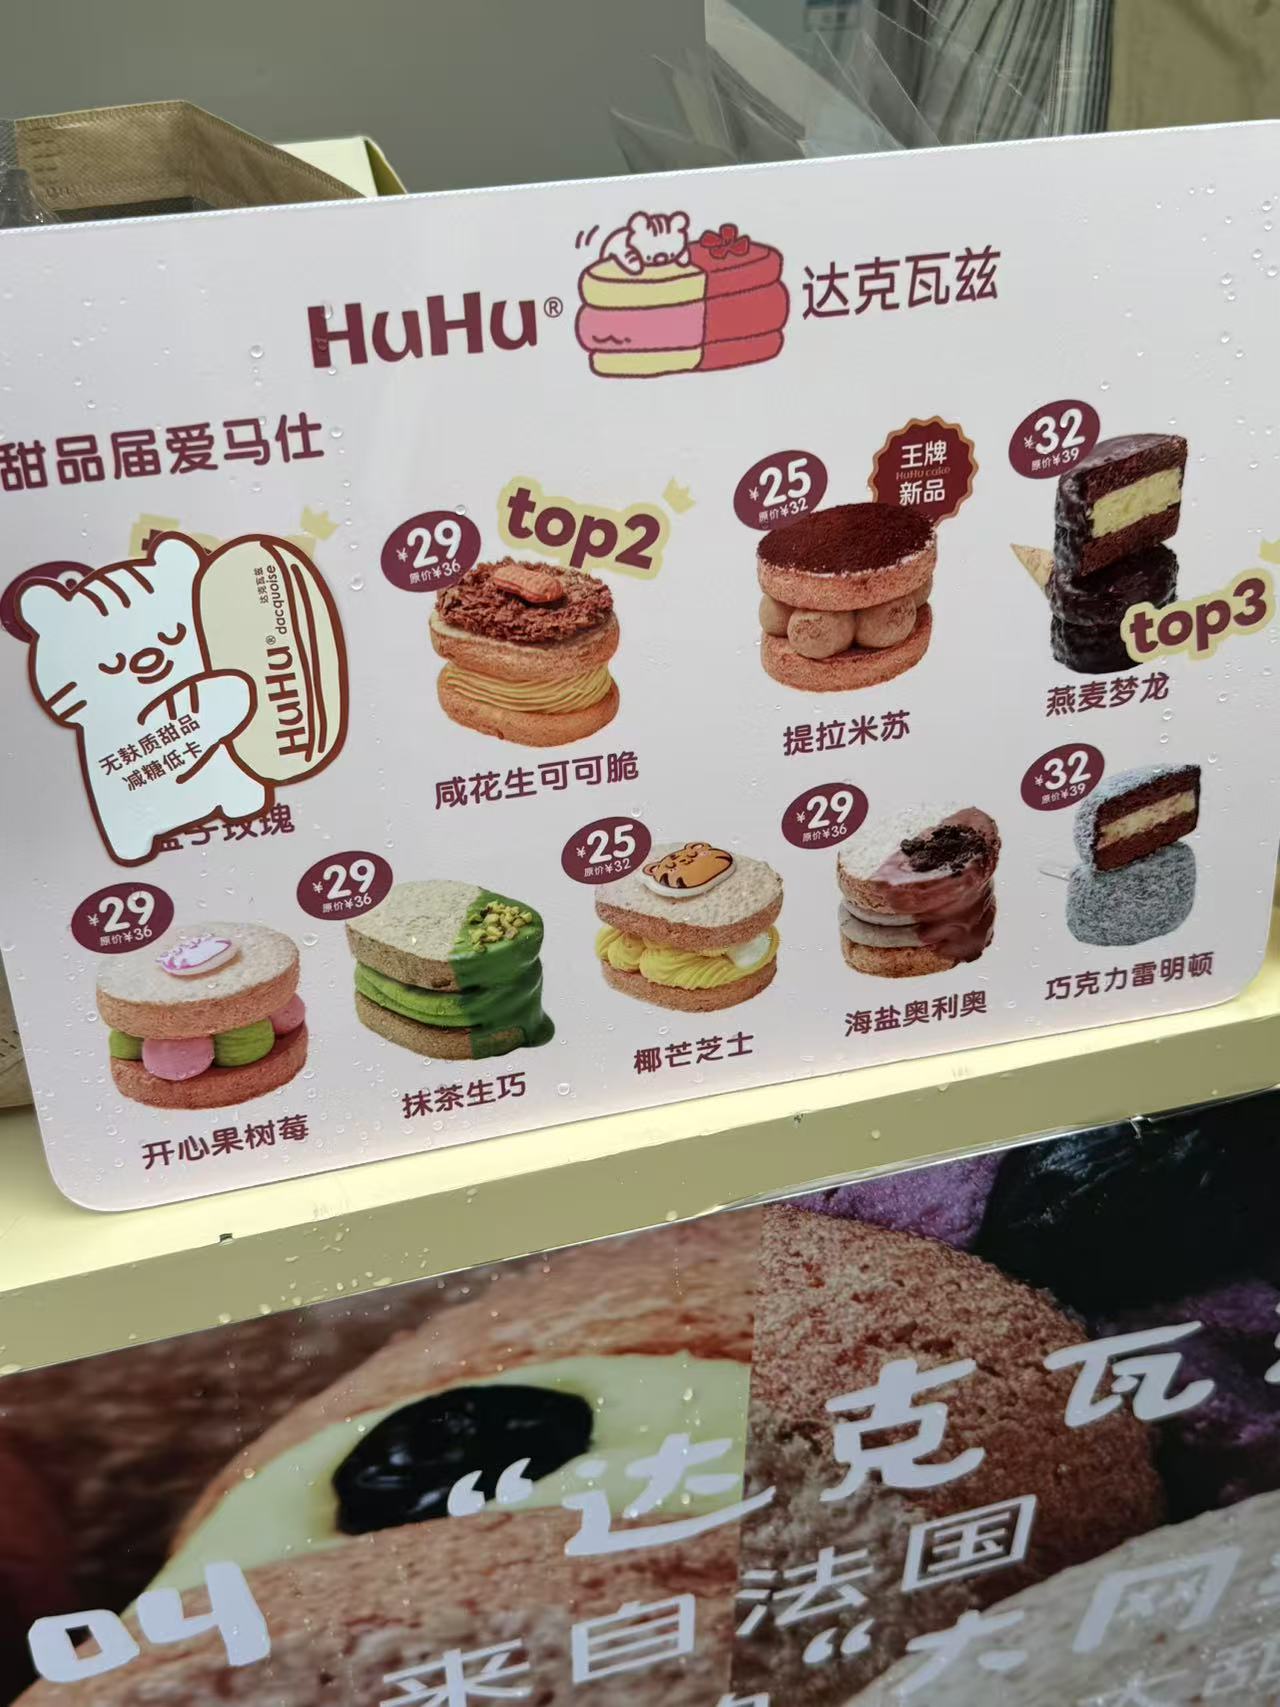 HuHu® 达克瓦兹
甜品届爱马仕
达克瓦兹
HuHu® dacquoise
无麸质甜品
减糖低卡
玫瑰
¥29
原价¥36
top2
咸花生可可脆
¥25
原价¥32
王牌
HuHu cake
新品
提拉米苏
¥32
原价¥39
top3
燕麦梦龙
¥29
原价¥36
开心果树莓
¥29
原价¥36
抹茶生巧
¥25
原价¥32
椰芒芝士
¥29
原价¥36
海盐奥利奥
¥32
原价¥39
巧克力雷明顿
04 “达克瓦
来自法国
“大网